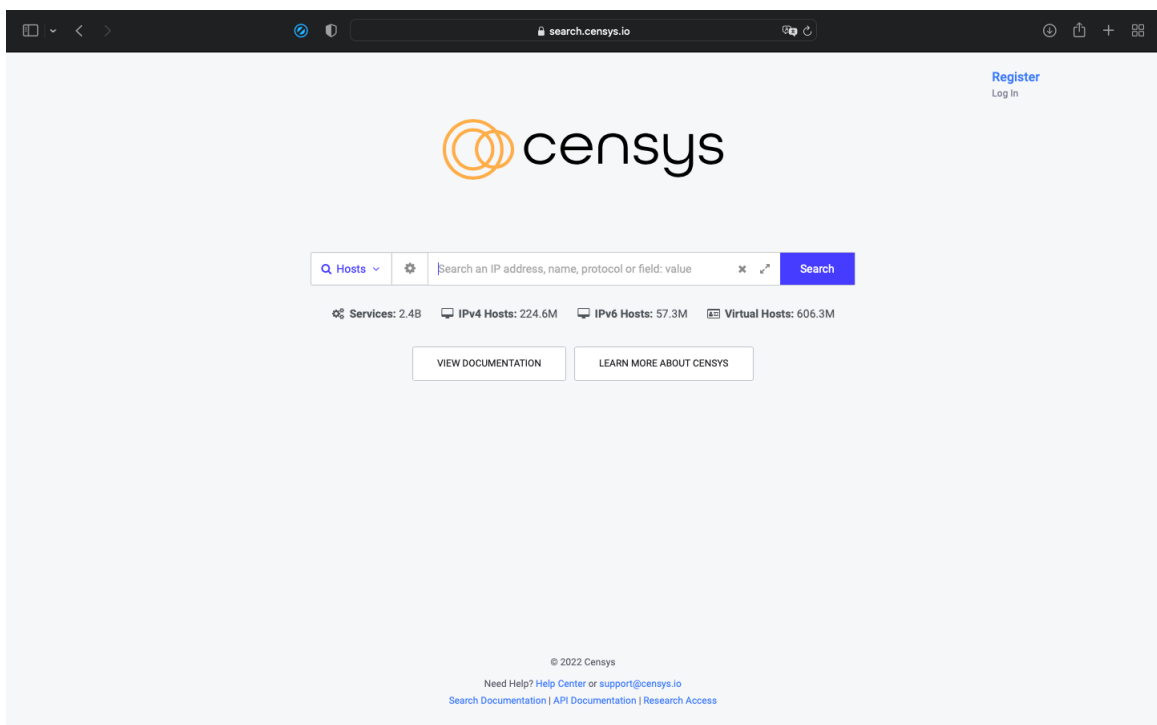 search.censys.io
Register
Log In
censys
Hosts Search an IP address, name, protocol or field: value Search
Services: 2.4B IPv4 Hosts: 224.6M IPv6 Hosts: 57.3M Virtual Hosts: 606.3M
VIEW DOCUMENTATION LEARN MORE ABOUT CENSYS
© 2022 Censys
Need Help? Help Center or support@censys.io
Search Documentation | API Documentation | Research Access